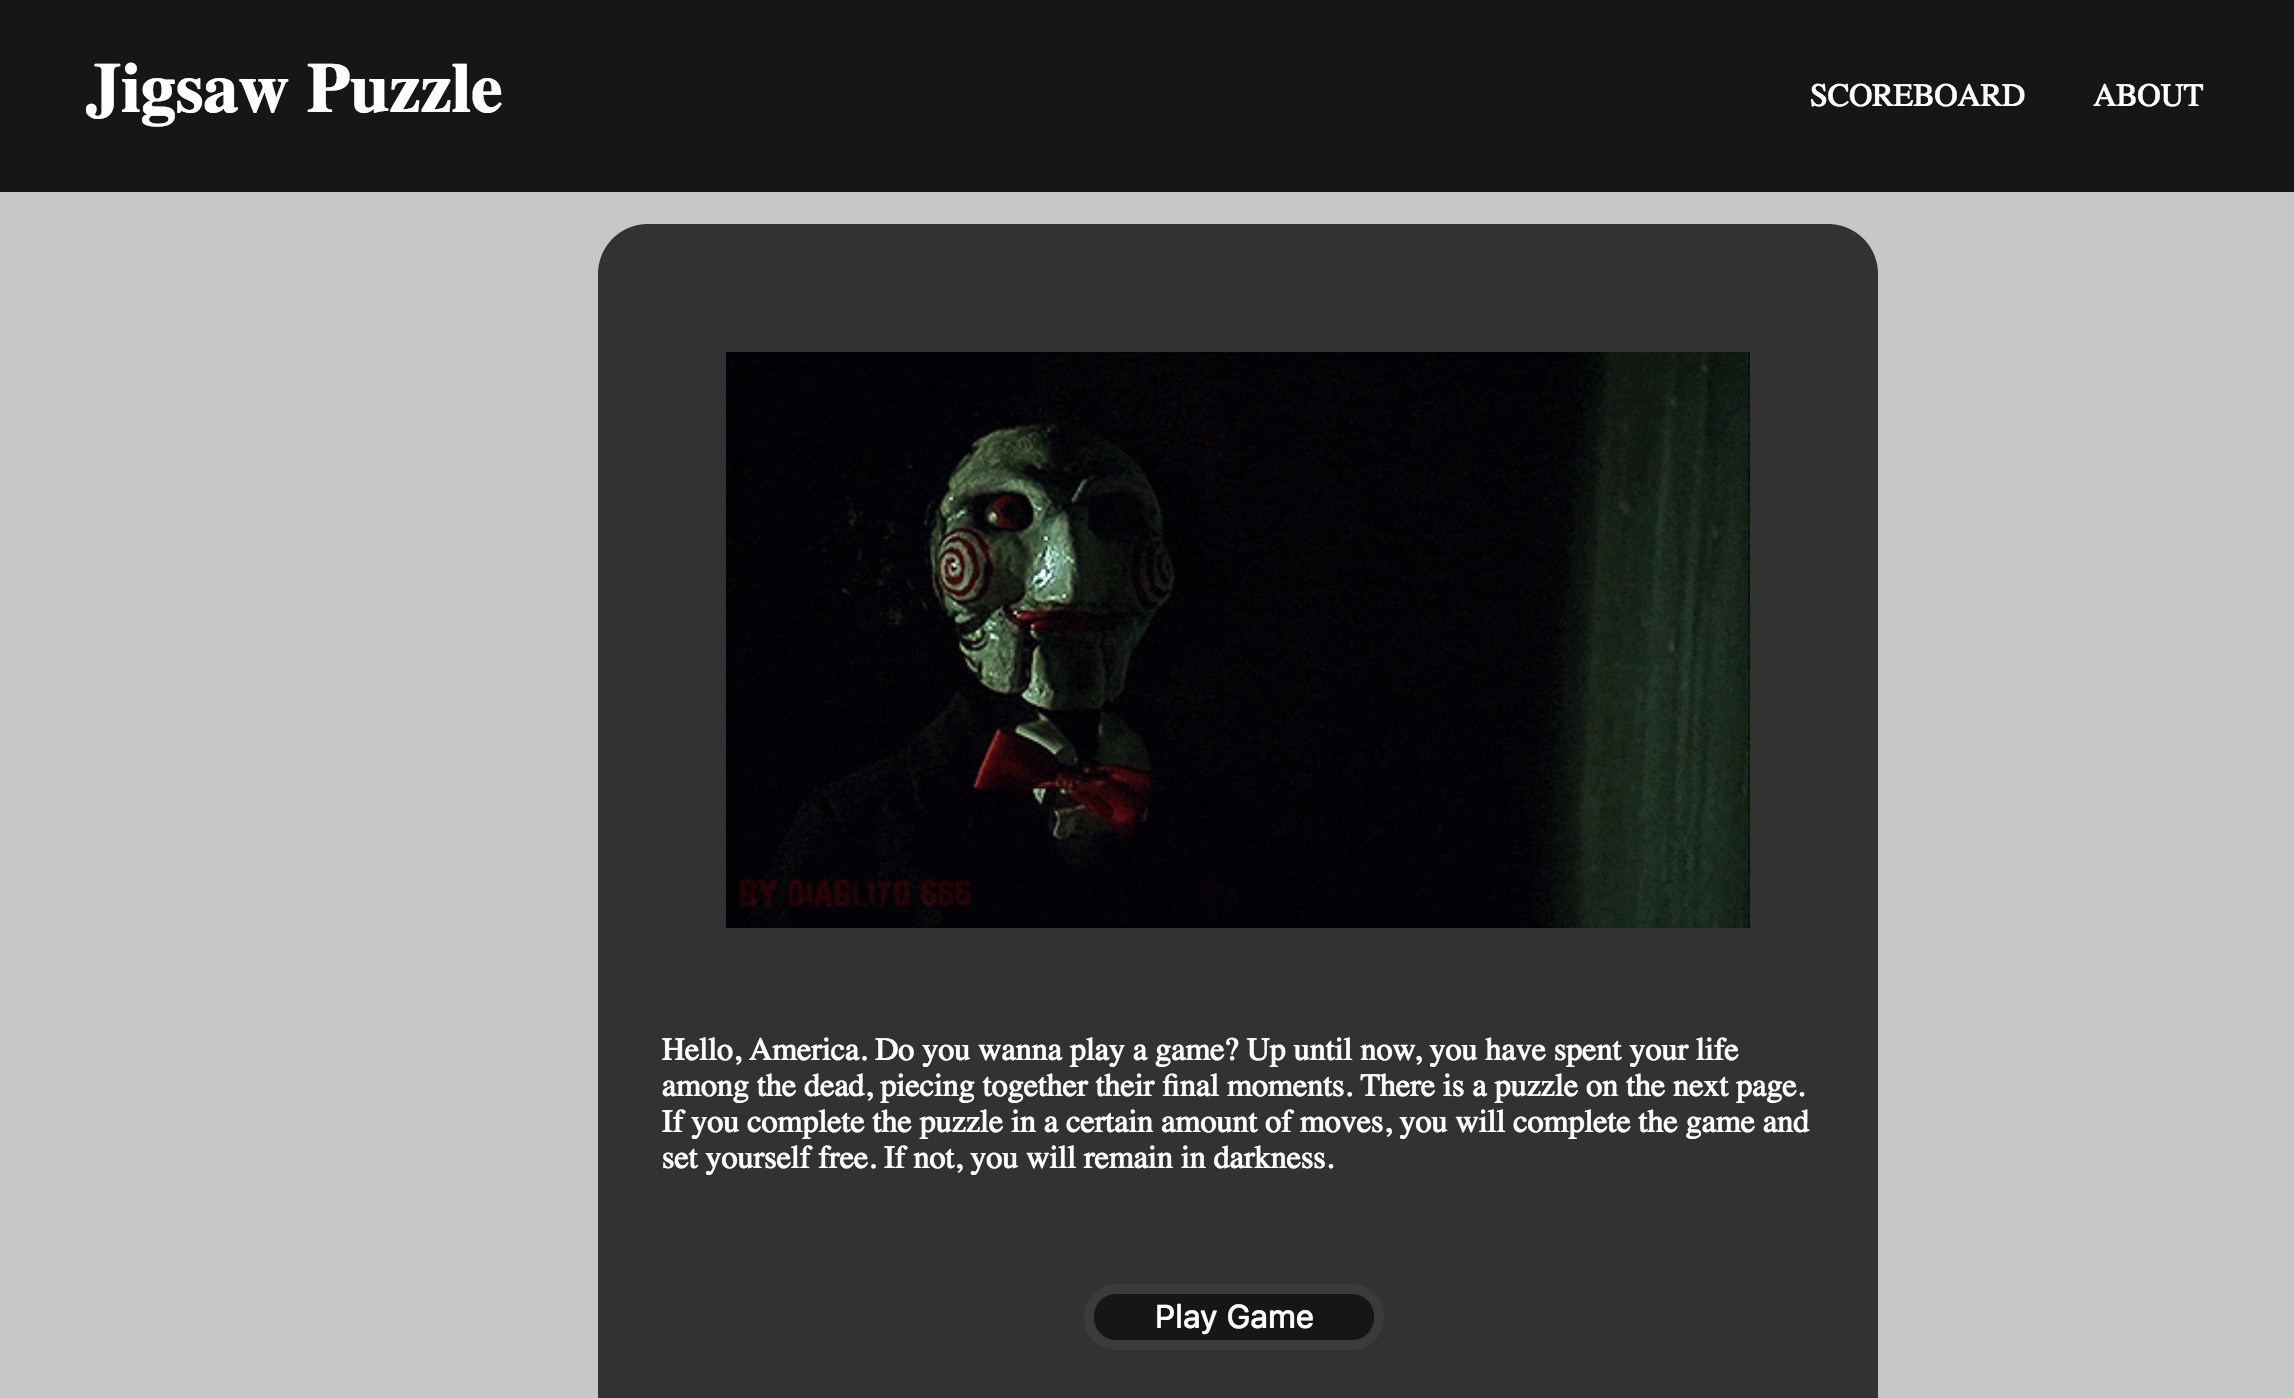 Jigsaw Puzzle
SCOREBOARD
ABOUT
BY DIABLITO 666
Hello, America. Do you wanna play a game? Up until now, you have spent your life
among the dead, piecing together their final moments. There is a puzzle on the next page.
If you complete the puzzle in a certain amount of moves, you will complete the game and
set yourself free. If not, you will remain in darkness.
Play Game